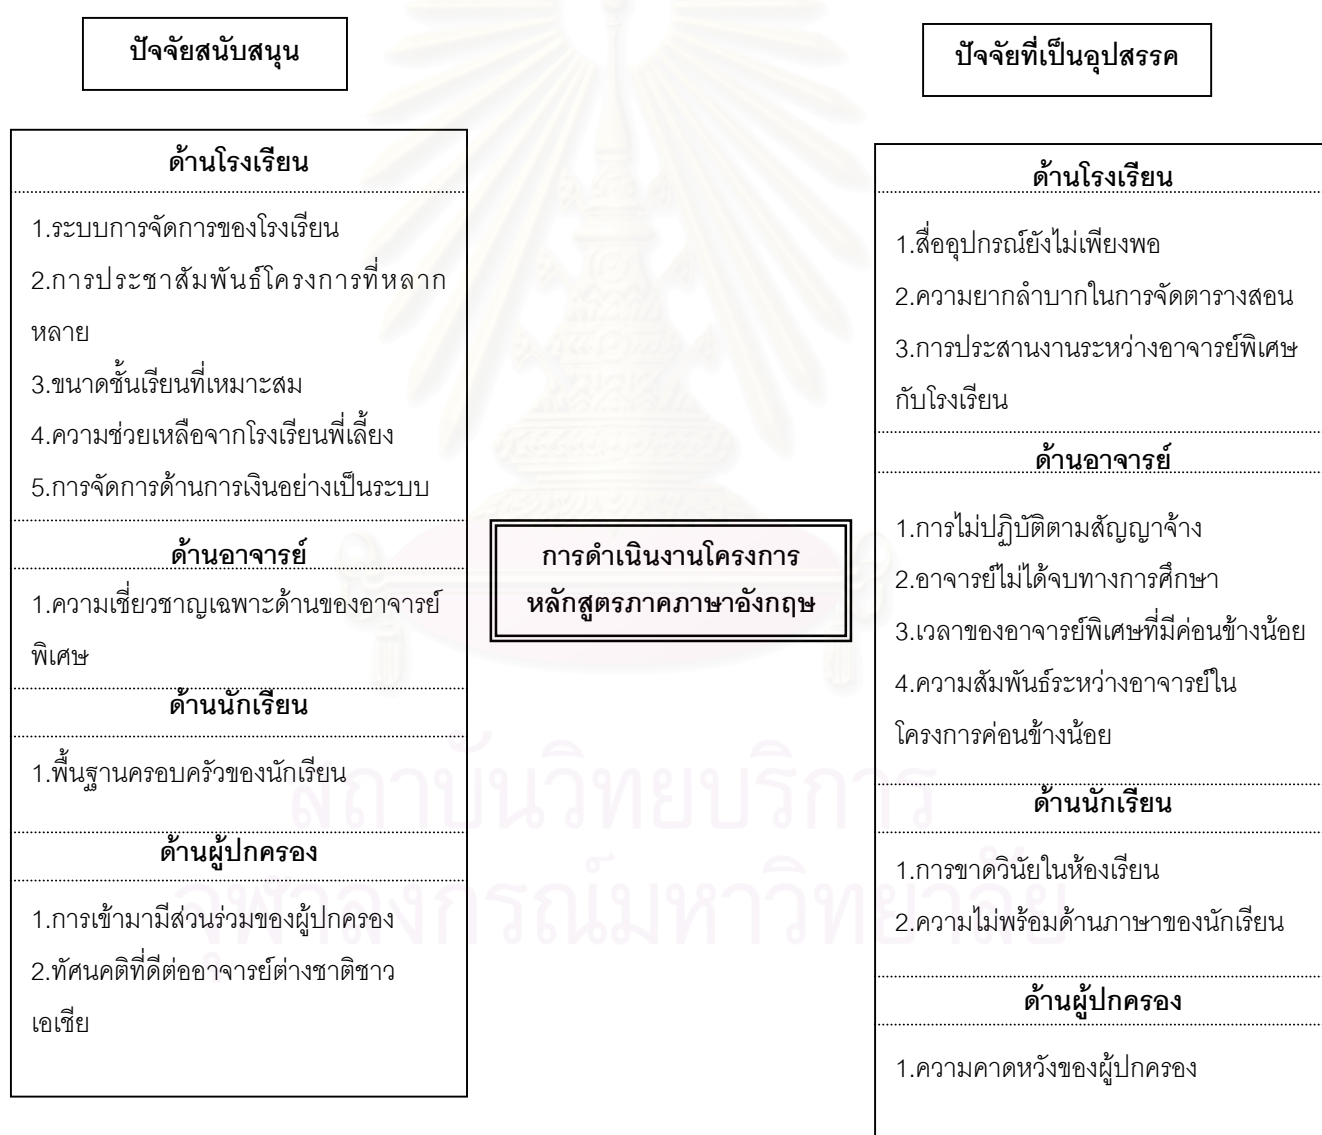 ปัจจัยสนับสนุน
ด้านโรงเรียน
1.ระบบการจัดการของโรงเรียน
2.การประชาสัมพันธ์โครงการที่หลาก
หลาย
3.ขนาดชั้นเรียนที่เหมาะสม
4.ความช่วยเหลือจากโรงเรียนพี่เลี้ยง
5.การจัดการด้านการเงินอย่างเป็นระบบ
ด้านอาจารย์
1.ความเชี่ยวชาญเฉพาะด้านของอาจารย์
พิเศษ
ด้านนักเรียน
1.พื้นฐานครอบครัวของนักเรียน
ด้านผู้ปกครอง
1.การเข้ามามีส่วนร่วมของผู้ปกครอง
2.ทัศนคติที่ดีต่ออาจารย์ต่างชาติชาว
เอเชีย
การดำเนินงานโครงการ
หลักสูตรภาคภาษาอังกฤษ
ปัจจัยที่เป็นอุปสรรค
ด้านโรงเรียน
1.สื่ออุปกรณ์ยังไม่เพียงพอ
2.ความยากลำบากในการจัดตารางสอน
3.การประสานงานระหว่างอาจารย์พิเศษ
กับโรงเรียน
ด้านอาจารย์
1.การไม่ปฏิบัติตามสัญญาจ้าง
2.อาจารย์ไม่ได้จบทางการศึกษา
3.เวลาของอาจารย์พิเศษที่มีค่อนข้างน้อย
4.ความสัมพันธ์ระหว่างอาจารย์ใน
โครงการค่อนข้างน้อย
ด้านนักเรียน
1.การขาดวินัยในห้องเรียน
2.ความไม่พร้อมด้านภาษาของนักเรียน
ด้านผู้ปกครอง
1.ความคาดหวังของผู้ปกครอง
สถาบันวิทยบริการ
จุฬาลงกรณ์มหาวิทยาลัย